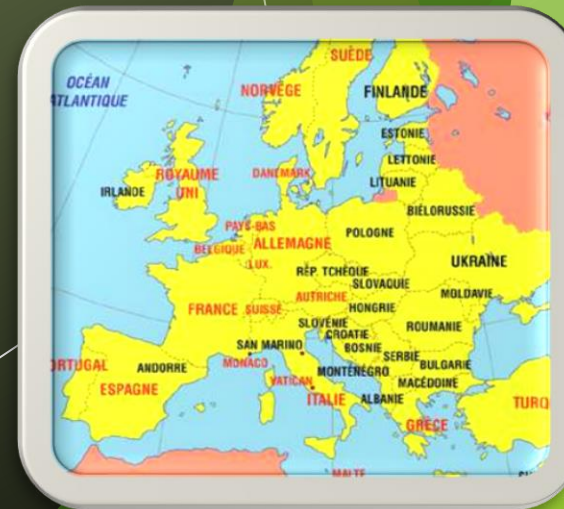 SUÈDE
OCÉAN
ATLANTIQUE
NORVÈGE
FINLANDE
ESTONIE
LETTONIE
ROYAUME
UNI
DANEMARK
LITUANIE
IRLANDE
BIÉLORUSSIE
PAYS-BAS
POLOGNE
BELGIQUE
ALLEMAGNE
LUX.
UKRAINE
RÉP. TCHÈQUE
SLOVAQUIE
MOLDAVIE
AUTRICHE
HONGRIE
FRANCE
SUISSE
SLOVÉNIE
ROUMANIE
CROATIE
SAN MARINO
BOSNIE
SERBIE
MONACO
ORTUGAL
ANDORRE
MONTÉNÉGRO
BULGARIE
VATICAN
MACÉDOINE
ESPAGNE
ITALIE
ALBANIE
TURQ
GRÈCE
MALTE